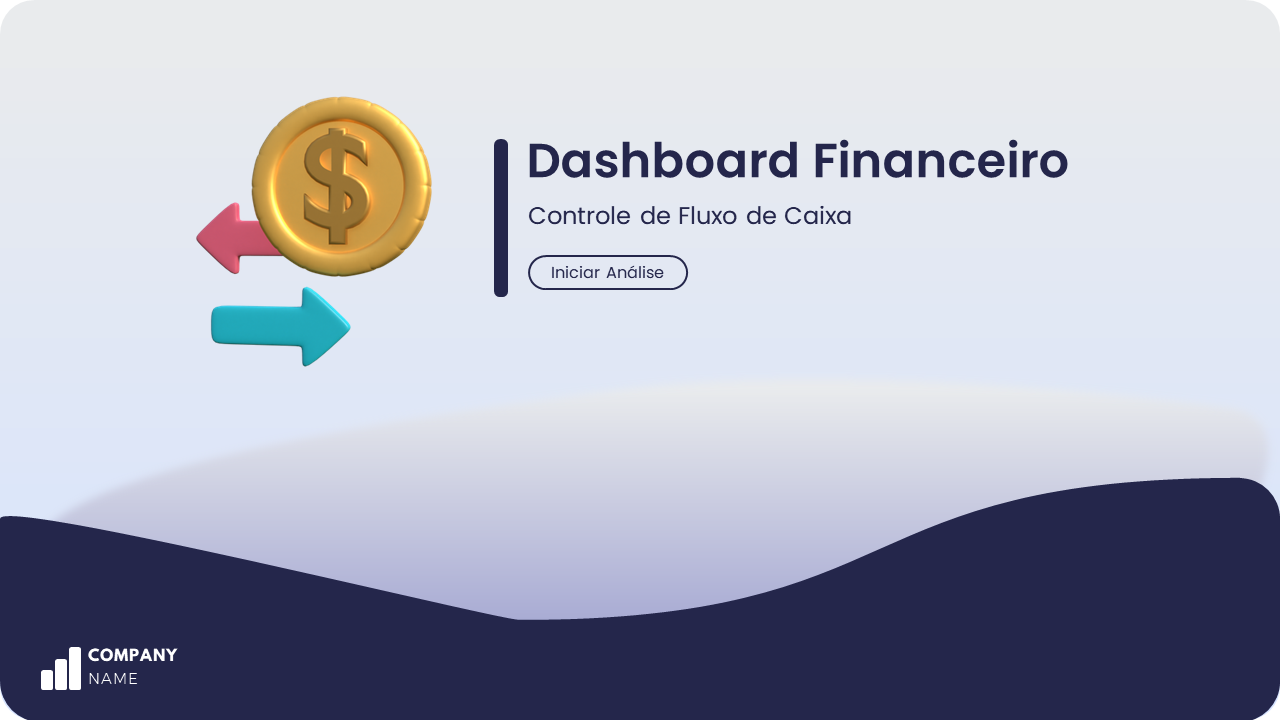 $
Dashboard Financeiro
Controle de Fluxo de Caixa
Iniciar Análise
COMPANY
NAME